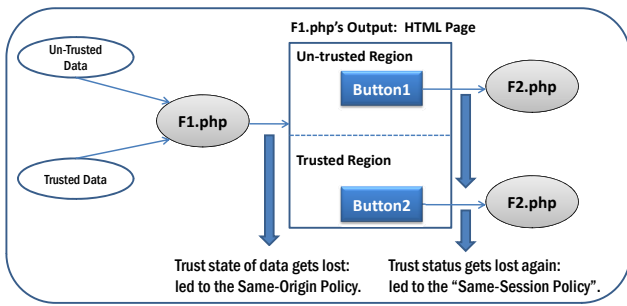 F1.php's Output: HTML Page
Un-Trusted
Data
Un-trusted Region
Button1
F2.php
F1.php
Trusted Region
Trusted Data
Button2
F2.php
Trust state of data gets lost:
led to the Same-Origin Policy.
Trust status gets lost again:
led to the “Same-Session Policy”.